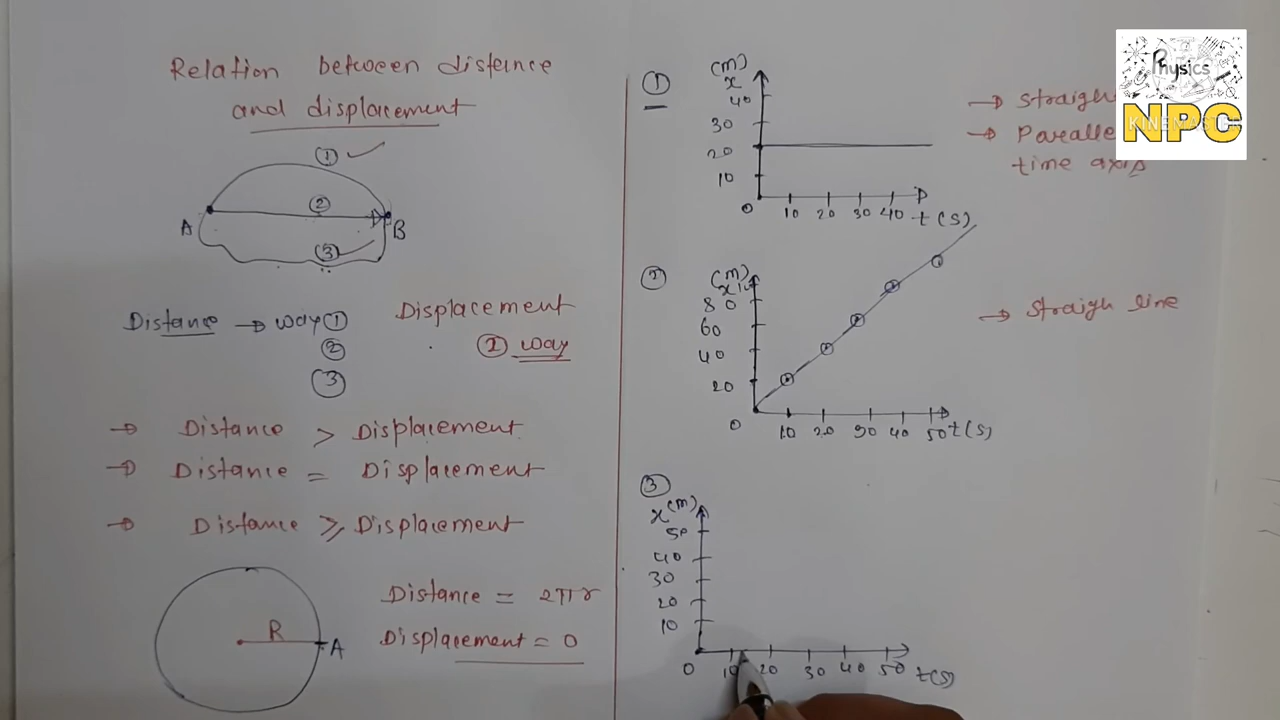 Relation between distance
and displacement
①
②
③
A
B
Distance → way ①
②
③
Displacement
② way
→ Distance > Displacement
→ Distance = Displacement
→ Distance ⩾ Displacement
R
A
Distance = 2πr
Displacement = 0
①
(m)
x
40
30
20
10
0
10 20 30 40 t(s)
→ straigh
→ Paralle
time axis
②
(m)
80
60
40
20
0
10 20 30 40 50 t(s)
→ straigh line
③
x(m)
50
40
30
20
10
0
10 20 30 40 50 t(s)
Physics
NPC
KINEMASTER